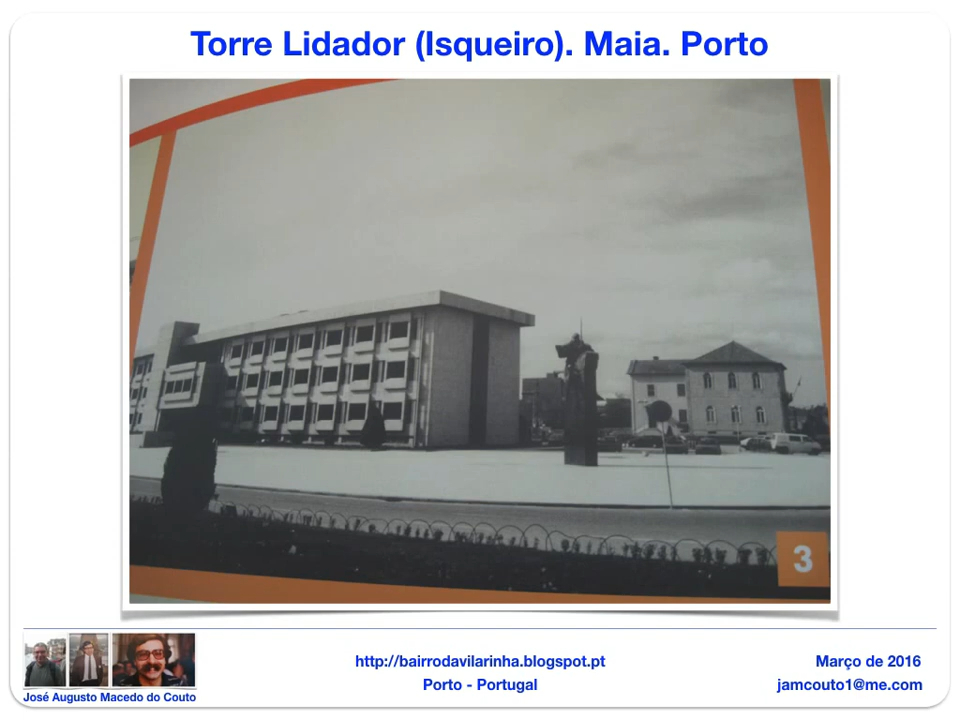 Torre Lidador (Isqueiro). Maia. Porto
3
http://bairrodavilarinha.blogspot.pt
Março de 2016
Porto - Portugal
jamcouto1@me.com
José Augusto Macedo do Couto